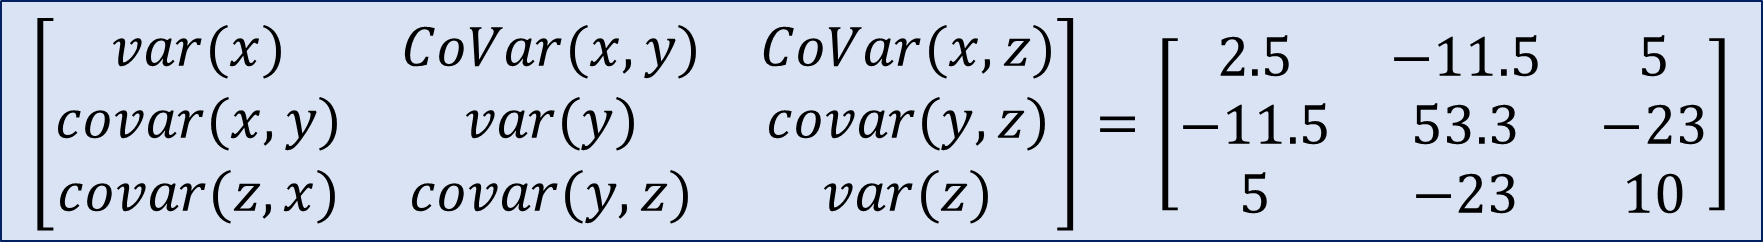 [var(x) CoVar(x, y) CoVar(x, z)] = [2.5 −11.5 5]
[covar(x, y) var(y) covar(y, z)] = [−11.5 53.3 −23]
[covar(z, x) covar(y, z) var(z)] = [5 −23 10]